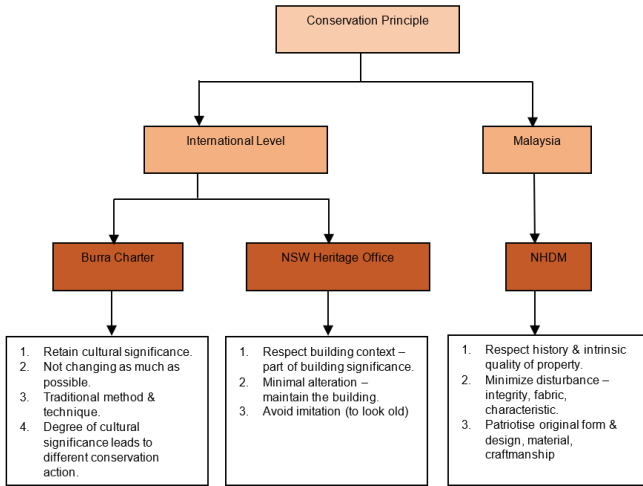 Conservation Principle
International Level
Malaysia
Burra Charter
NSW Heritage Office
NHDM
1. Retain cultural significance.
2. Not changing as much as
possible.
3. Traditional method &
technique.
4. Degree of cultural
significance leads to
different conservation
action.
1. Respect building context –
part of building significance.
2. Minimal alteration –
maintain the building.
3. Avoid imitation (to look old)
1. Respect history & intrinsic
quality of property.
2. Minimize disturbance –
integrity, fabric,
characteristic.
3. Patriotise original form &
design, material,
craftmanship